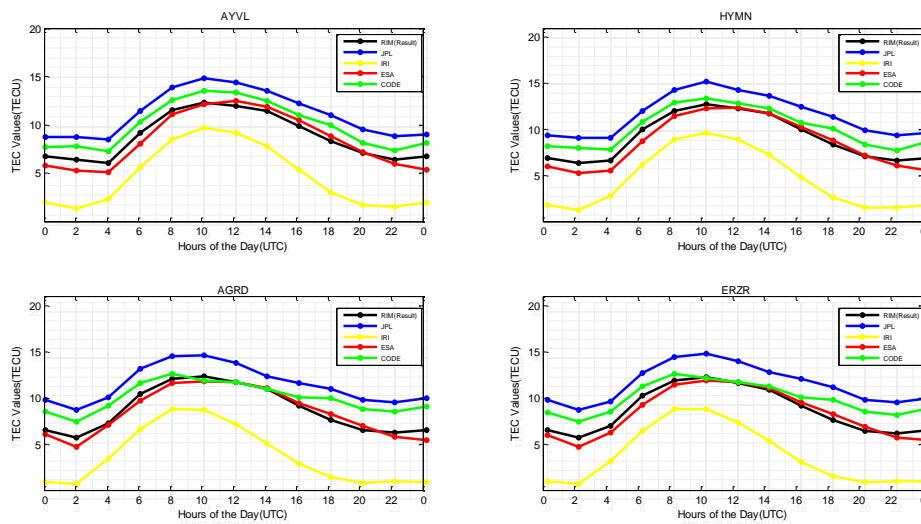 AYVL
20
15
10
5
TEC Values(TECU)
RIM(Result)
JPL
IRI
ESA
CODE
0 2 4 6 8 10 12 14 16 18 20 22 0
Hours of the Day(UTC)
HYMN
20
15
10
5
TEC Values(TECU)
RIM(Result)
JPL
IRI
ESA
CODE
0 2 4 6 8 10 12 14 16 18 20 22 0
Hours of the Day(UTC)
AGRD
20
15
10
5
TEC Values(TECU)
RIM(Result)
JPL
IRI
ESA
CODE
0 2 4 6 8 10 12 14 16 18 20 22 0
Hours of the Day(UTC)
ERZR
20
15
10
5
TEC Values(TECU)
RIM(Result)
JPL
IRI
ESA
CODE
0 2 4 6 8 10 12 14 16 18 20 22 0
Hours of the Day(UTC)